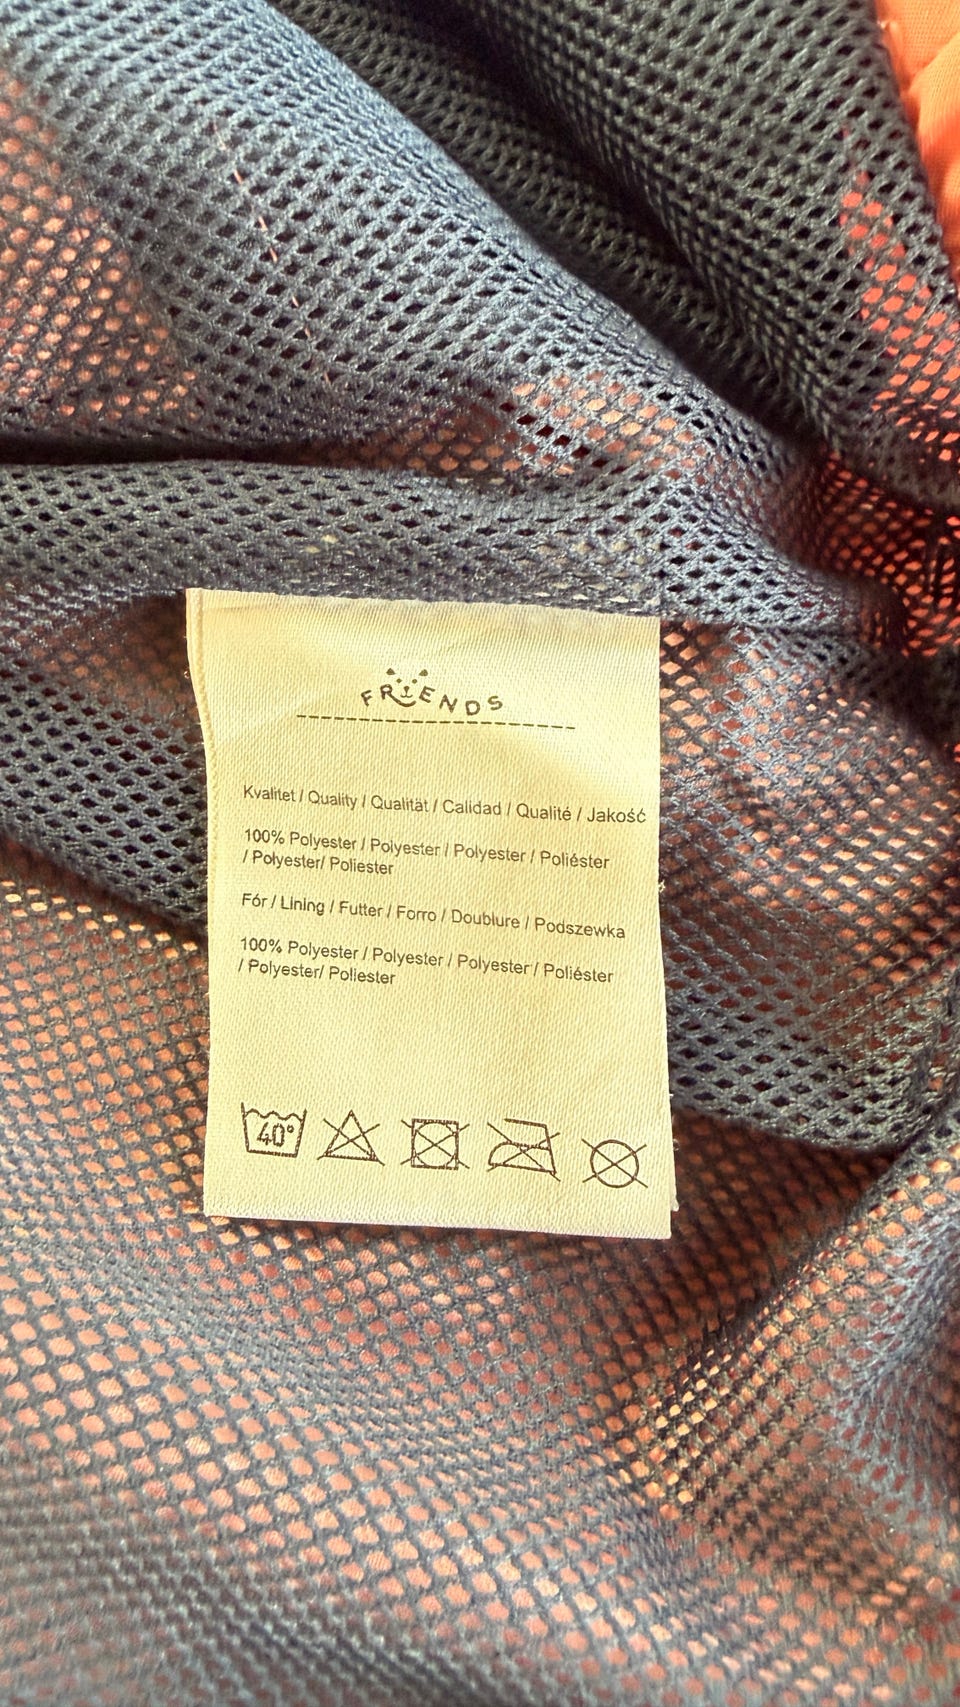 FRIENDS
Kvalitet / Quality / Qualität / Calidad / Qualité / Jakość
100% Polyester / Polyester / Polyester / Poliéster
/ Polyester/ Poliester
Fór / Lining / Futter / Forro / Doublure / Podszewka
100% Polyester / Polyester / Polyester / Poliéster
/ Polyester/ Poliester
40°